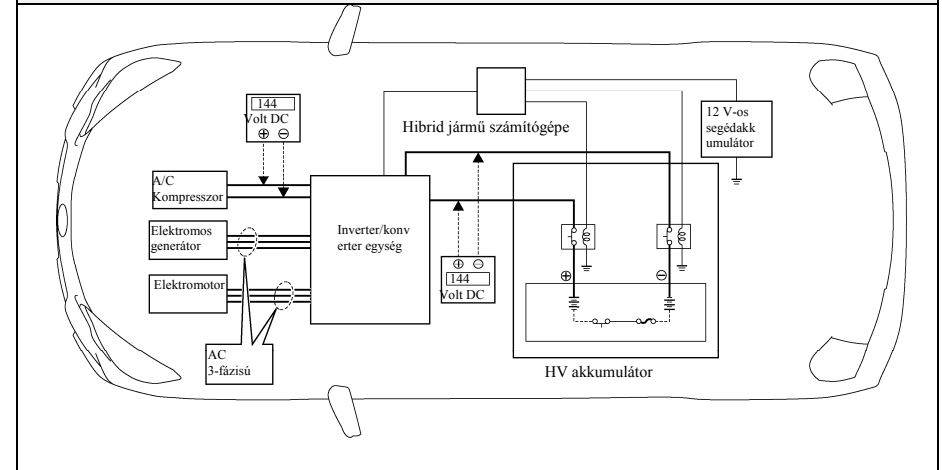 144
Volt DC
⊕ ⊖
Hibrid jármű számítógépe
12 V-os
segédakk
umulátor
A/C
Kompresszor
Elektromos
generátor
Elektromotor
Inverter/konv
erter egység
⊕ ⊖
144
Volt DC
⊕ ⊖
AC
3-fázisú
HV akkumulátor